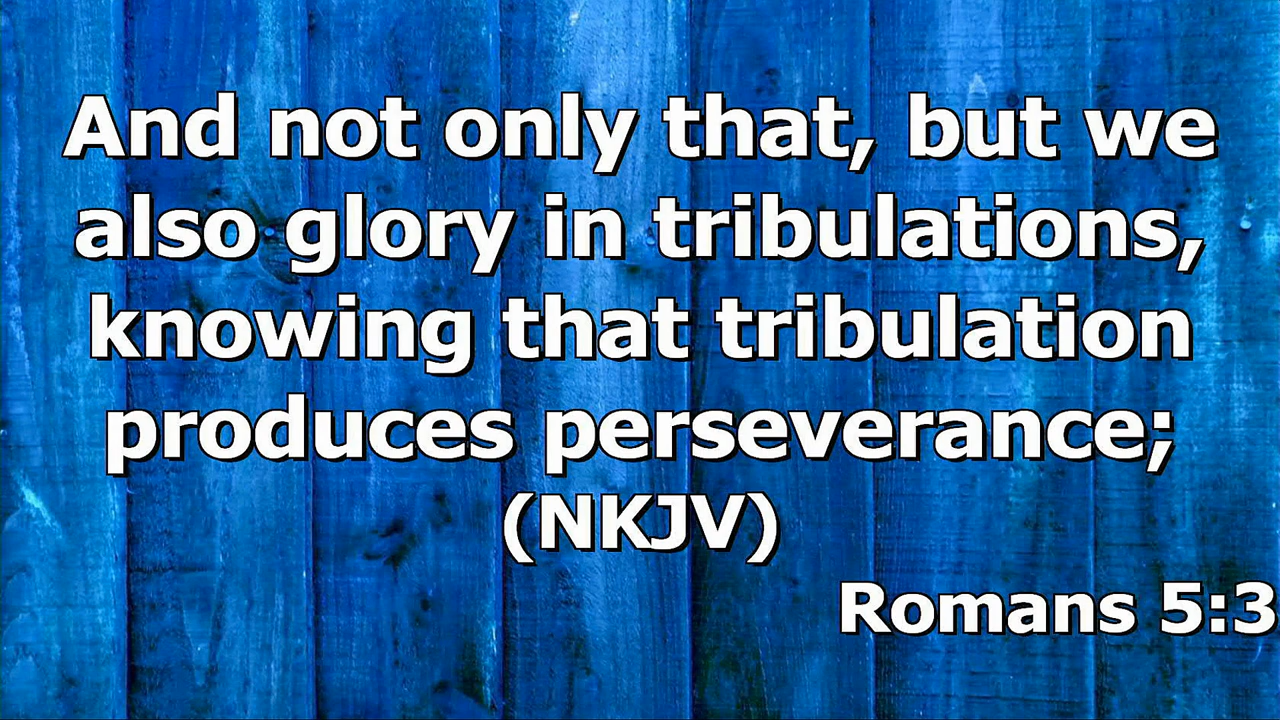 And not only that, but we
also glory in tribulations,
knowing that tribulation
produces perseverance;
(NKJV)
Romans 5:3